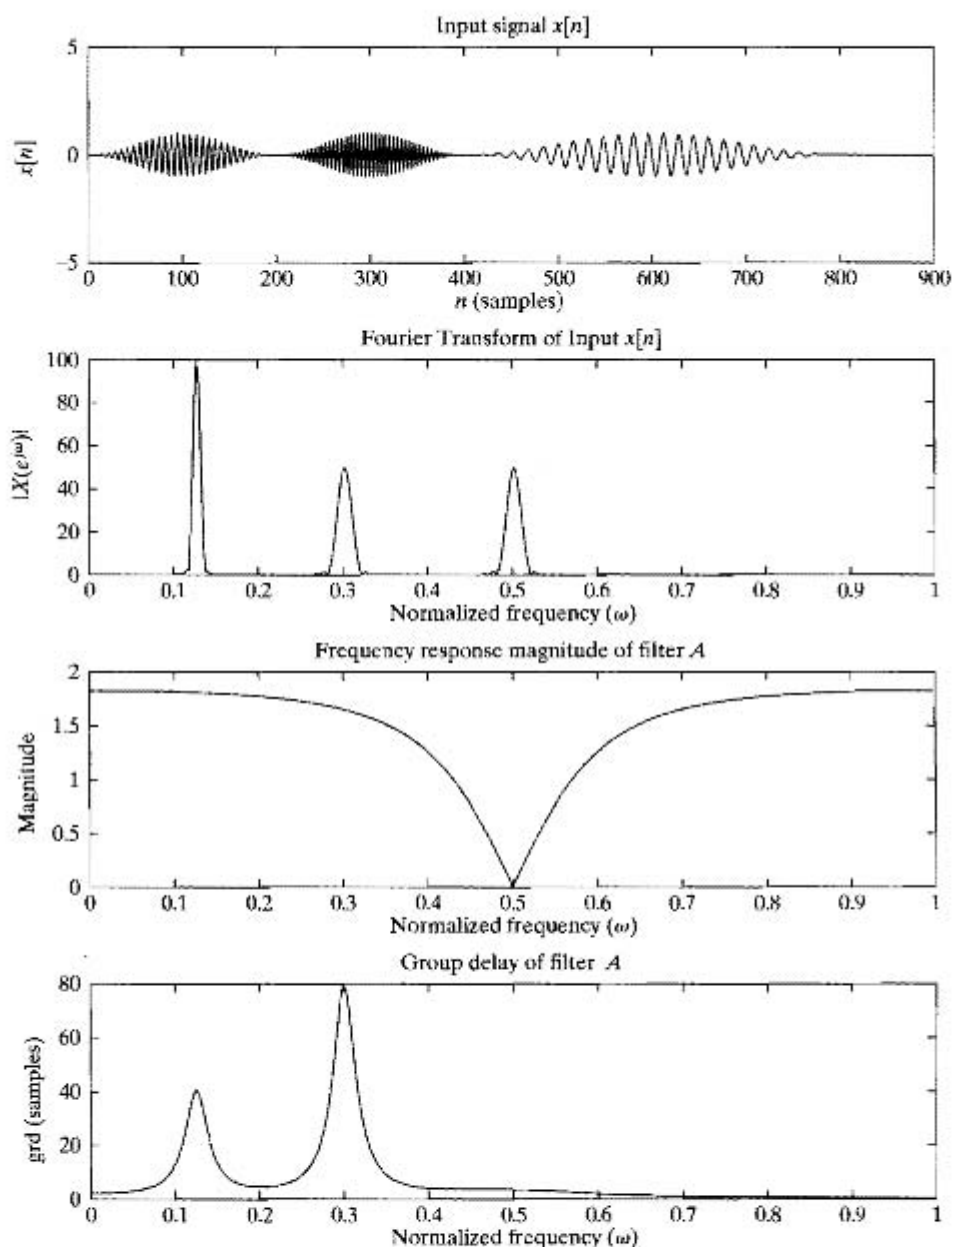 Input signal x[n]
5
0
−5
x[n]
0 100 200 300 400 500 600 700 800 900
n (samples)
Fourier Transform of Input x[n]
100
80
60
40
20
0
|X(e^{jω})|
0 0.1 0.2 0.3 0.4 0.5 0.6 0.7 0.8 0.9 1
Normalized frequency (ω)
Frequency response magnitude of filter A
2
1.5
1
0.5
0
Magnitude
0 0.1 0.2 0.3 0.4 0.5 0.6 0.7 0.8 0.9 1
Normalized frequency (ω)
Group delay of filter A
80
60
40
20
0
grd (samples)
0 0.1 0.2 0.3 0.4 0.5 0.6 0.7 0.8 0.9 1
Normalized frequency (ω)